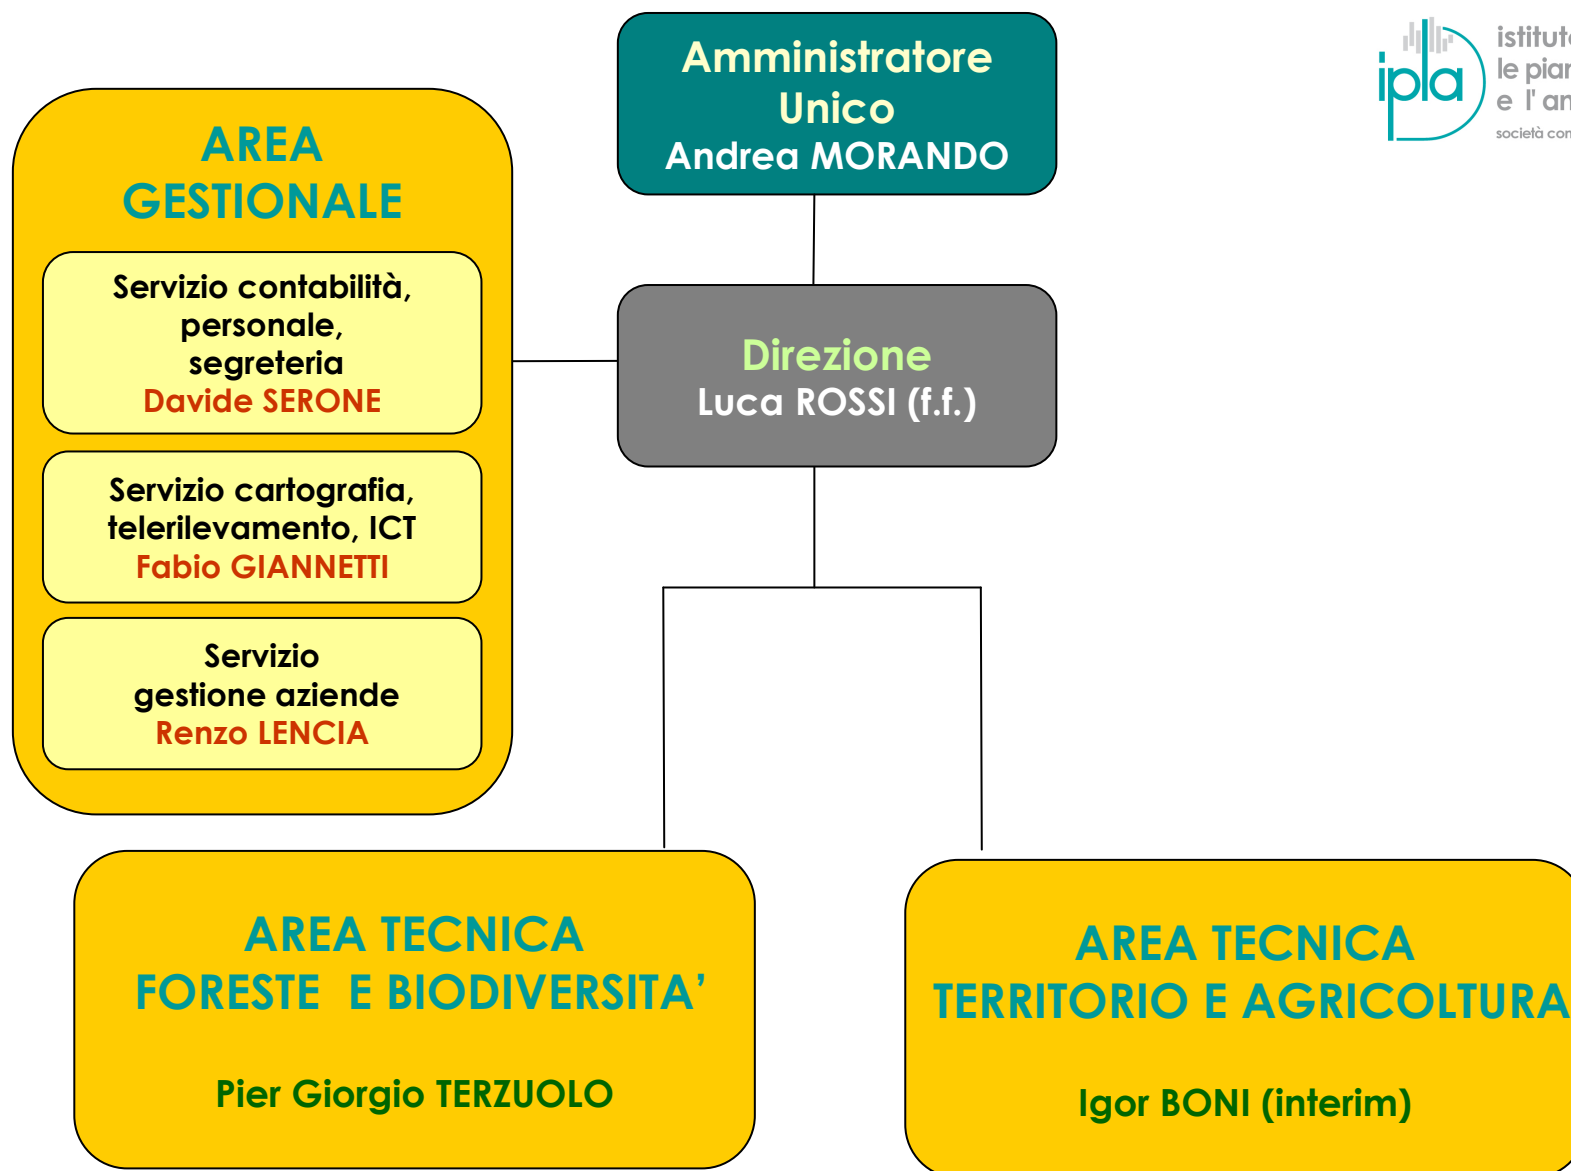 Amministratore
Unico
Andrea MORANDO
ipla
e l'
società
AREA
GESTIONALE
Servizio contabilità,
personale,
segreteria
Davide SERONE
Servizio cartografia,
telerilevamento, ICT
Fabio GIANNETTI
Servizio
gestione aziende
Renzo LENCIA
Direzione
Luca ROSSI (f.f.)
AREA TECNICA
FORESTE E BIODIVERSITA’
Pier Giorgio TERZUOLO
AREA TECNICA
TERRITORIO E AGRICOLTURA
Igor BONI (interim)